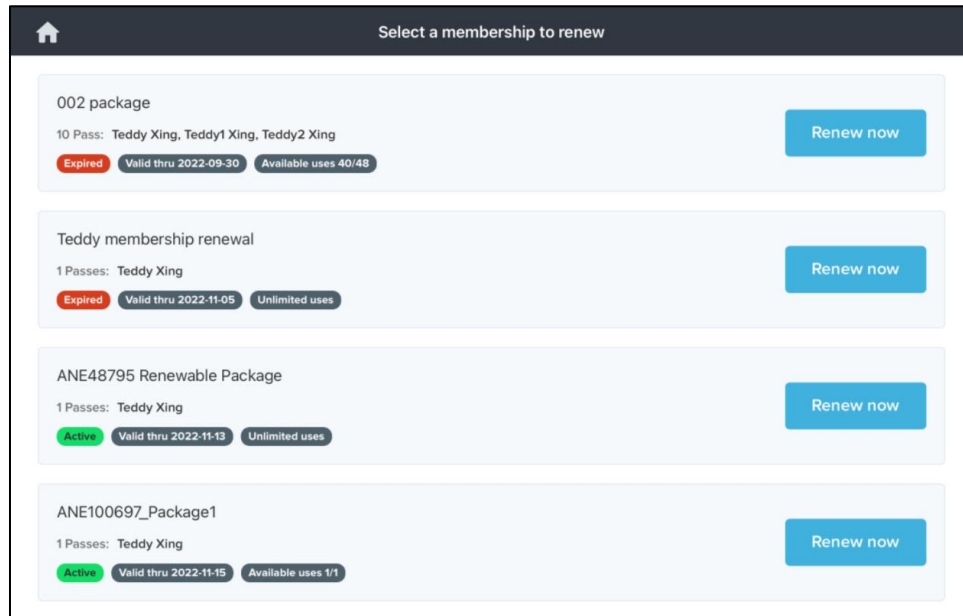 Select a membership to renew
002 package
10 Pass: Teddy Xing, Teddy1 Xing, Teddy2 Xing
Expired Valid thru 2022-09-30 Available uses 40/48
Renew now
Teddy membership renewal
1 Passes: Teddy Xing
Expired Valid thru 2022-11-05 Unlimited uses
Renew now
ANE48795 Renewable Package
1 Passes: Teddy Xing
Active Valid thru 2022-11-13 Unlimited uses
Renew now
ANE100697_Package1
1 Passes: Teddy Xing
Active Valid thru 2022-11-15 Available uses 1/1
Renew now